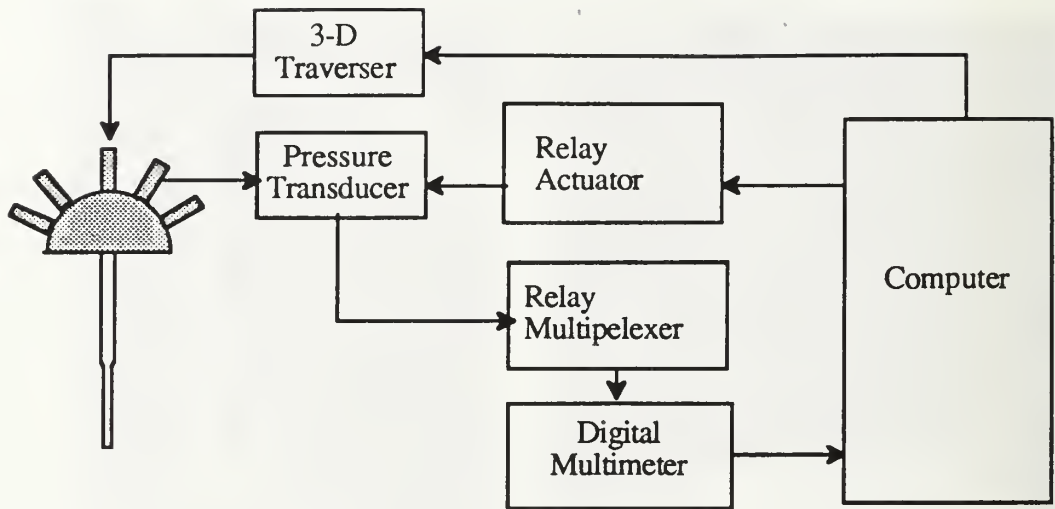 3-D
Traverser
Pressure
Transducer
Relay
Actuator
Computer
Relay
Multipelexer
Digital
Multimeter